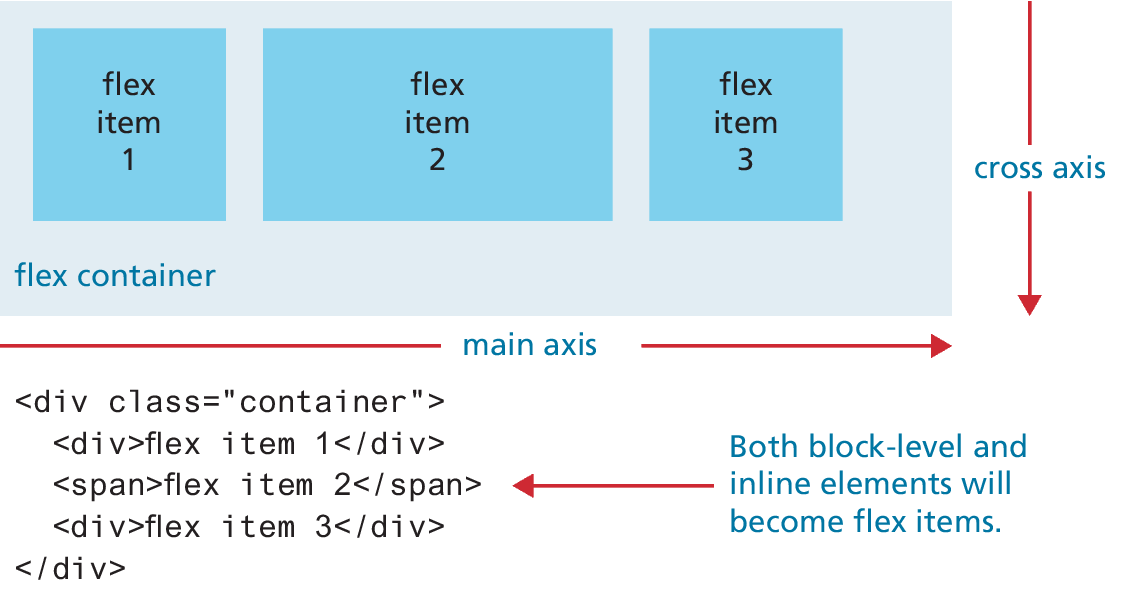 flex
item
1
flex
item
2
flex
item
3
cross axis
flex container
main axis
<div class="container">
  <div>flex item 1</div>
  <span>flex item 2</span>
  <div>flex item 3</div>
</div>
Both block-level and
inline elements will
become flex items.